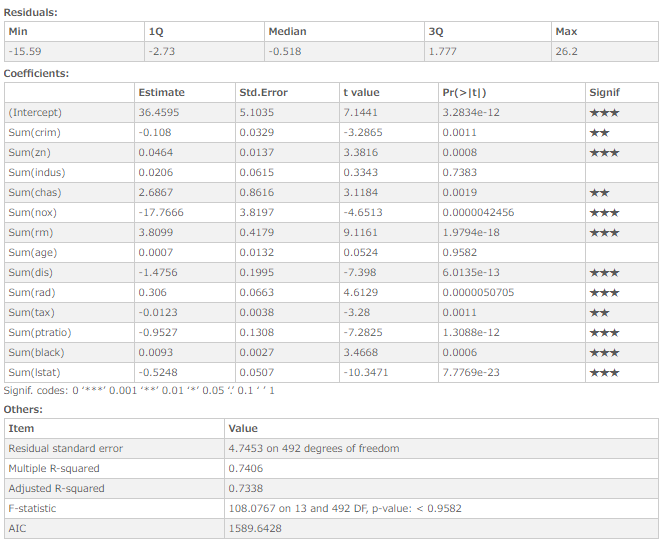 Residuals:
Min 1Q Median 3Q Max
-15.59 -2.73 -0.518 1.777 26.2
Coefficients:
Estimate Std.Error t value Pr(>|t|) Signif
(Intercept) 36.4595 5.1035 7.1441 3.2834e-12 ★★★
Sum(crim) -0.108 0.0329 -3.2865 0.0011 ★★
Sum(zn) 0.0464 0.0137 3.3816 0.0008 ★★★
Sum(indus) 0.0206 0.0615 0.3343 0.7383
Sum(chas) 2.6867 0.8616 3.1184 0.0019 ★★
Sum(nox) -17.7666 3.8197 -4.6513 0.0000042456 ★★★
Sum(rm) 3.8099 0.4179 9.1161 1.9794e-18 ★★★
Sum(age) 0.0007 0.0132 0.0524 0.9582
Sum(dis) -1.4756 0.1995 -7.398 6.0135e-13 ★★★
Sum(rad) 0.306 0.0663 4.6129 0.0000050705 ★★★
Sum(tax) -0.0123 0.0038 -3.28 0.0011 ★★
Sum(ptratio) -0.9527 0.1308 -7.2825 1.3088e-12 ★★★
Sum(black) 0.0093 0.0027 3.4668 0.0006 ★★★
Sum(lstat) -0.5248 0.0507 -10.3471 7.7769e-23 ★★★
Signif. codes: 0 ‘***’ 0.001 ‘**’ 0.01 ‘*’ 0.05 ‘.’ 0.1 ‘ ’ 1
Others:
Item Value
Residual standard error 4.7453 on 492 degrees of freedom
Multiple R-squared 0.7406
Adjusted R-squared 0.7338
F-statistic 108.0767 on 13 and 492 DF, p-value: < 0.9582
AIC 1589.6428